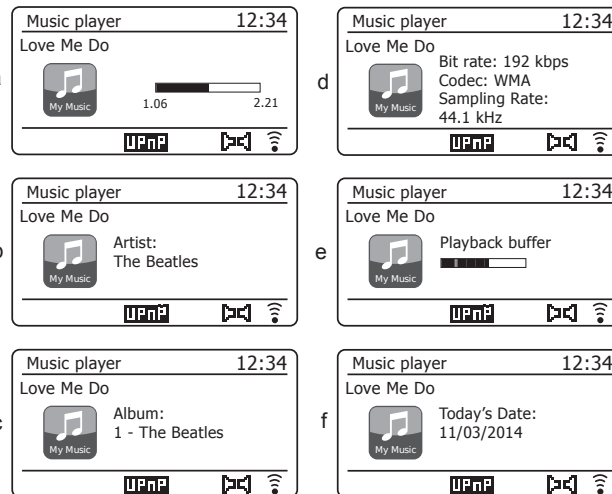 Music player 12:34
Love Me Do
My Music
1.06 2.21
UPnP
b
Music player 12:34
Love Me Do
Artist:
The Beatles
My Music
UPnP
c
Music player 12:34
Love Me Do
Album:
1 - The Beatles
My Music
UPnP
d
Music player 12:34
Love Me Do
Bit rate: 192 kbps
Codec: WMA
Sampling Rate:
44.1 kHz
My Music
UPnP
e
Music player 12:34
Love Me Do
Playback buffer
My Music
UPnP
f
Music player 12:34
Love Me Do
Today's Date:
11/03/2014
My Music
UPnP